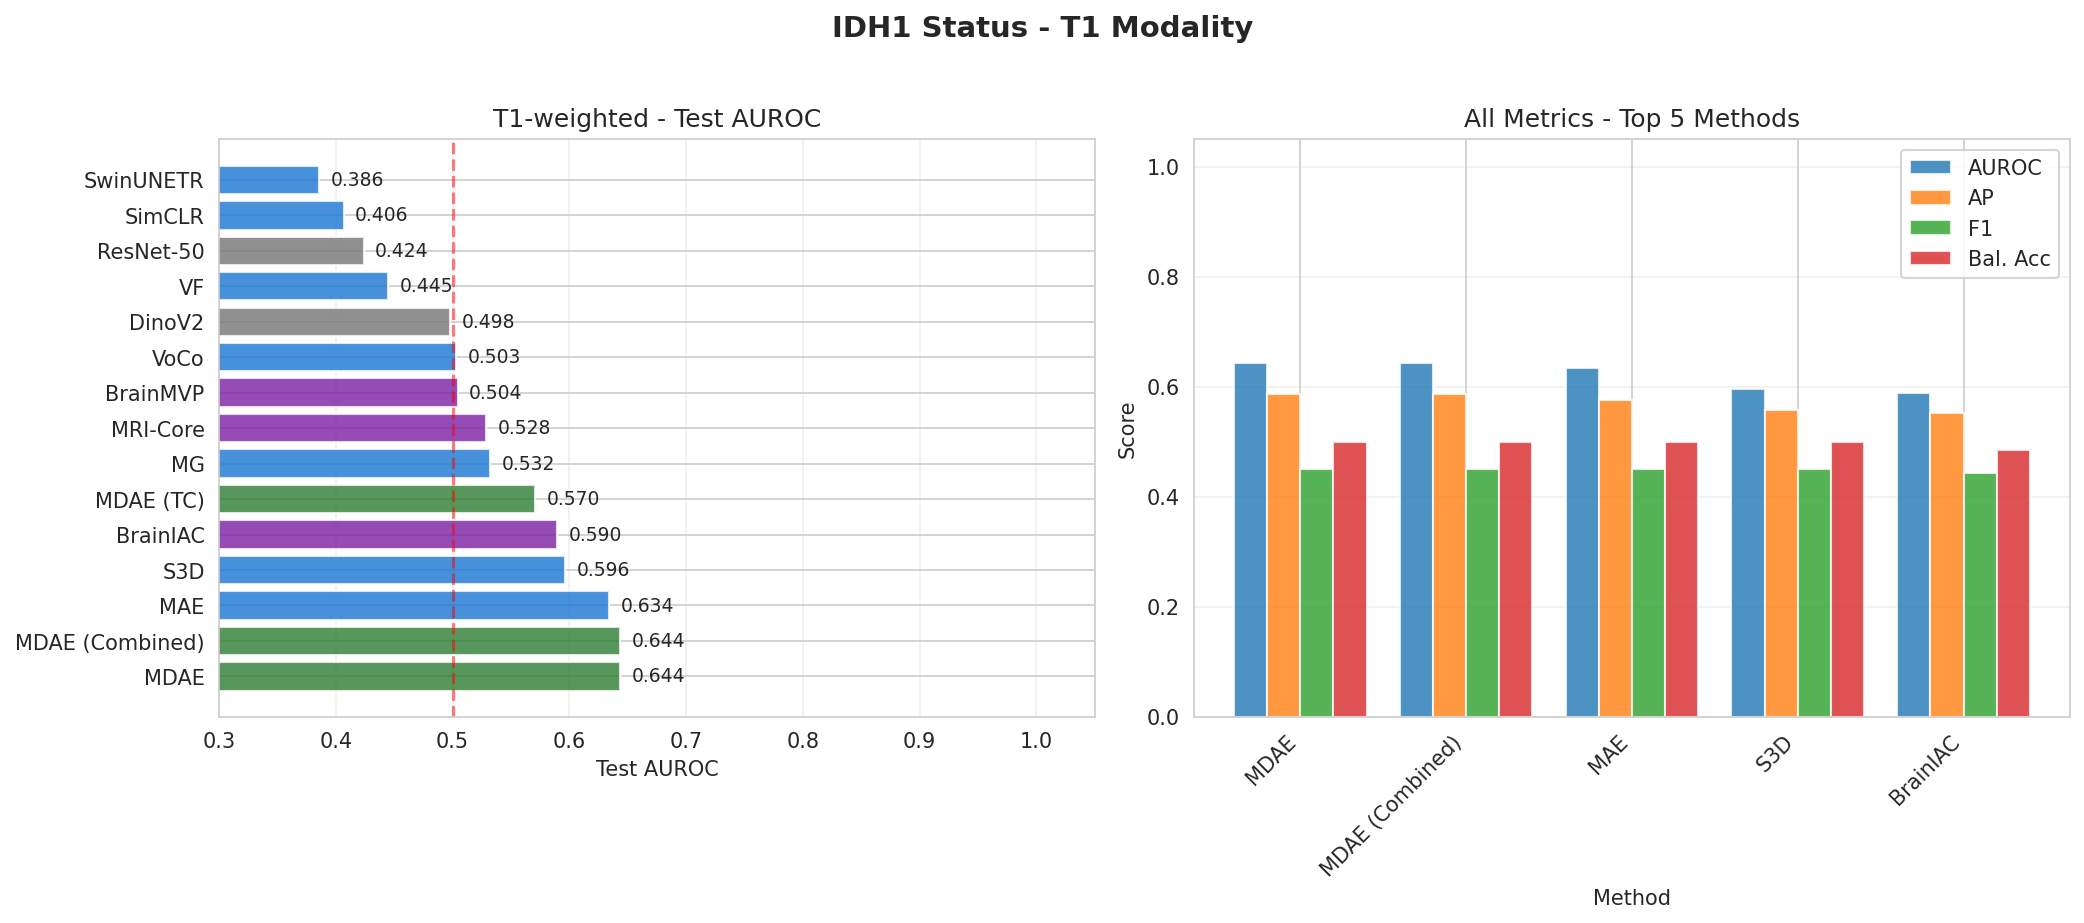 IDH1 Status - T1 Modality
T1-weighted - Test AUROC
SwinUNETR 0.386
SimCLR 0.406
ResNet-50 0.424
VF 0.445
DinoV2 0.498
VoCo 0.503
BrainMVP 0.504
MRI-Core 0.528
MG 0.532
MDAE (TC) 0.570
BrainIAC 0.590
S3D 0.596
MAE 0.634
MDAE (Combined) 0.644
MDAE 0.644
0.3 0.4 0.5 0.6 0.7 0.8 0.9 1.0
Test AUROC
All Metrics - Top 5 Methods
AUROC
AP
F1
Bal. Acc
1.0
0.8
0.6
0.4
0.2
0.0
Score
MDAE
MDAE (Combined)
MAE
S3D
BrainIAC
Method